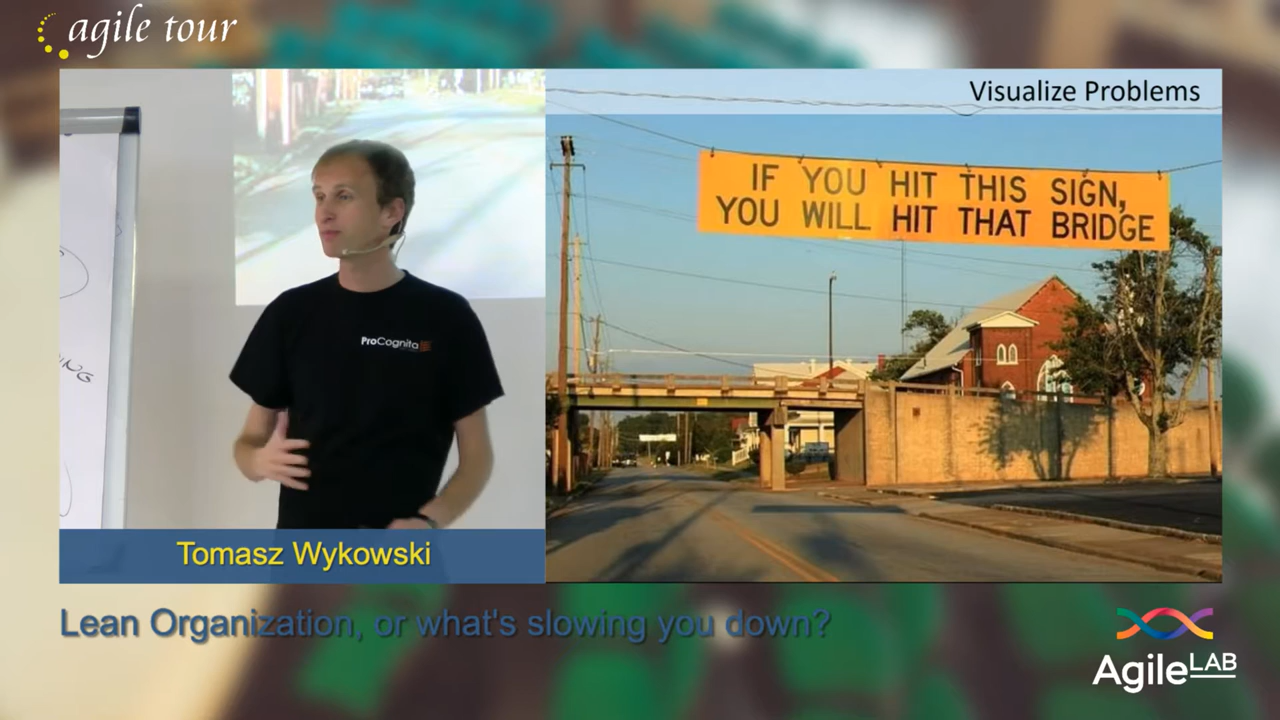 agile tour
Visualize Problems
IF YOU HIT THIS SIGN,
YOU WILL HIT THAT BRIDGE
ProCognita
Tomasz Wykowski
Lean Organization, or what's slowing you down?
AgileLAB